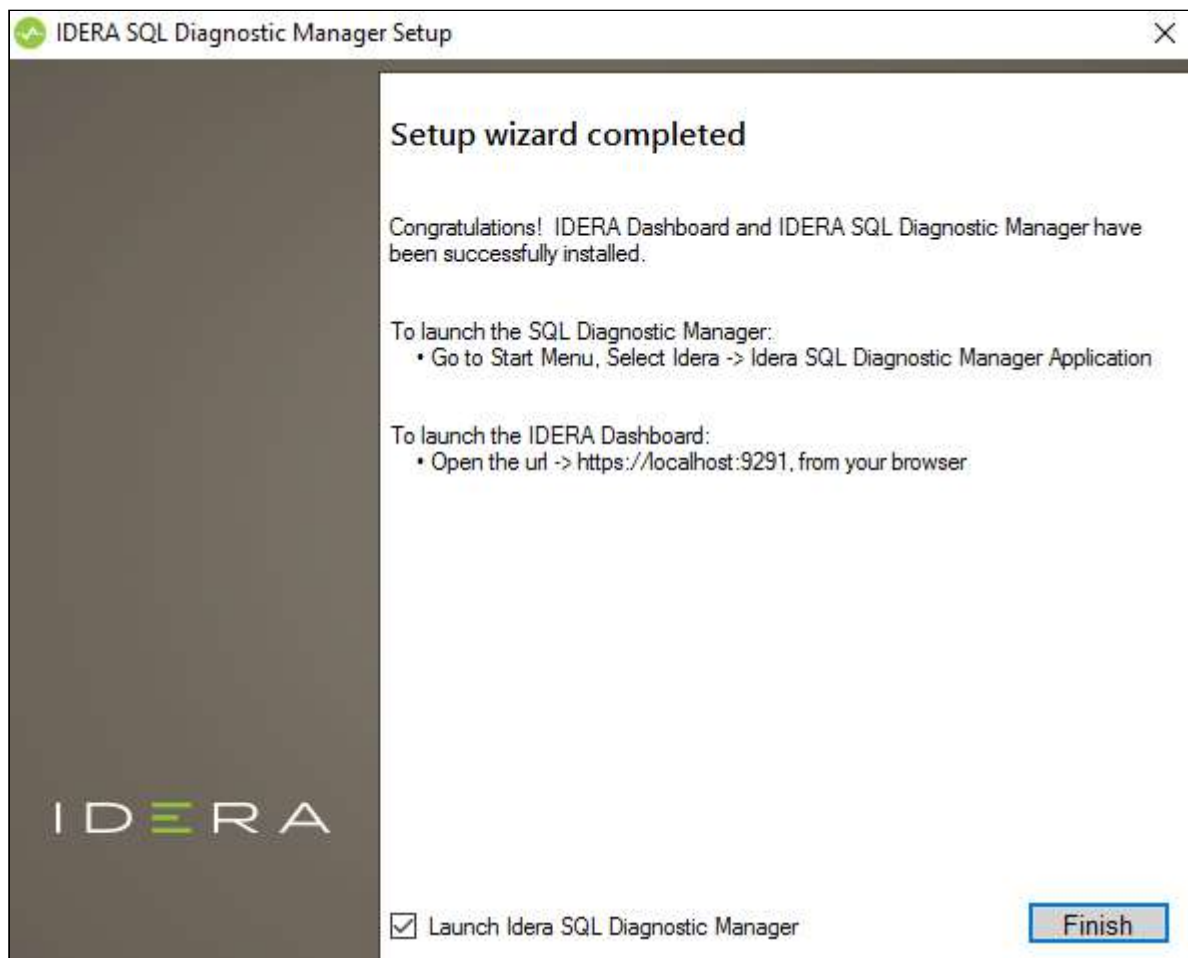 IDERA SQL Diagnostic Manager Setup
Setup wizard completed
Congratulations! IDERA Dashboard and IDERA SQL Diagnostic Manager have
been successfully installed.
To launch the SQL Diagnostic Manager:
• Go to Start Menu, Select Idera -> Idera SQL Diagnostic Manager Application
To launch the IDERA Dashboard:
• Open the url -> https://localhost:9291, from your browser
IDERA
Launch Idera SQL Diagnostic Manager
Finish